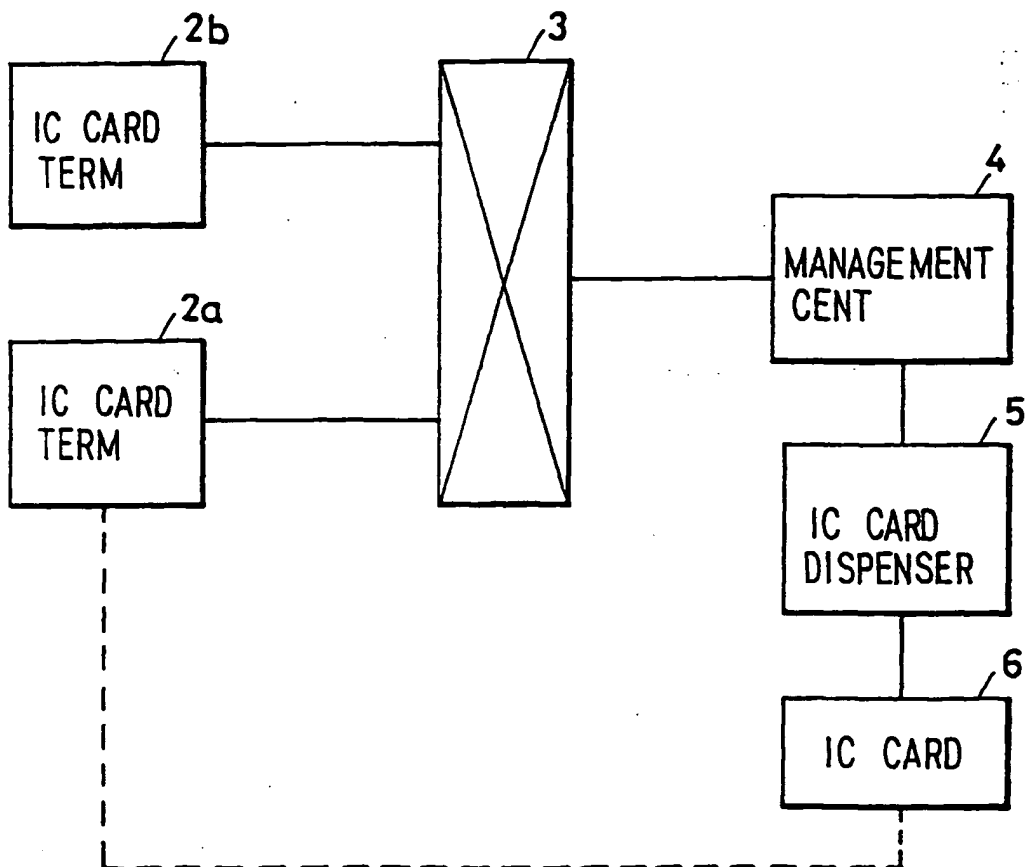 2b
IC CARD
TERM
3
4
MANAGEMENT
CENT
2a
IC CARD
TERM
5
IC CARD
DISPENSER
6
IC CARD